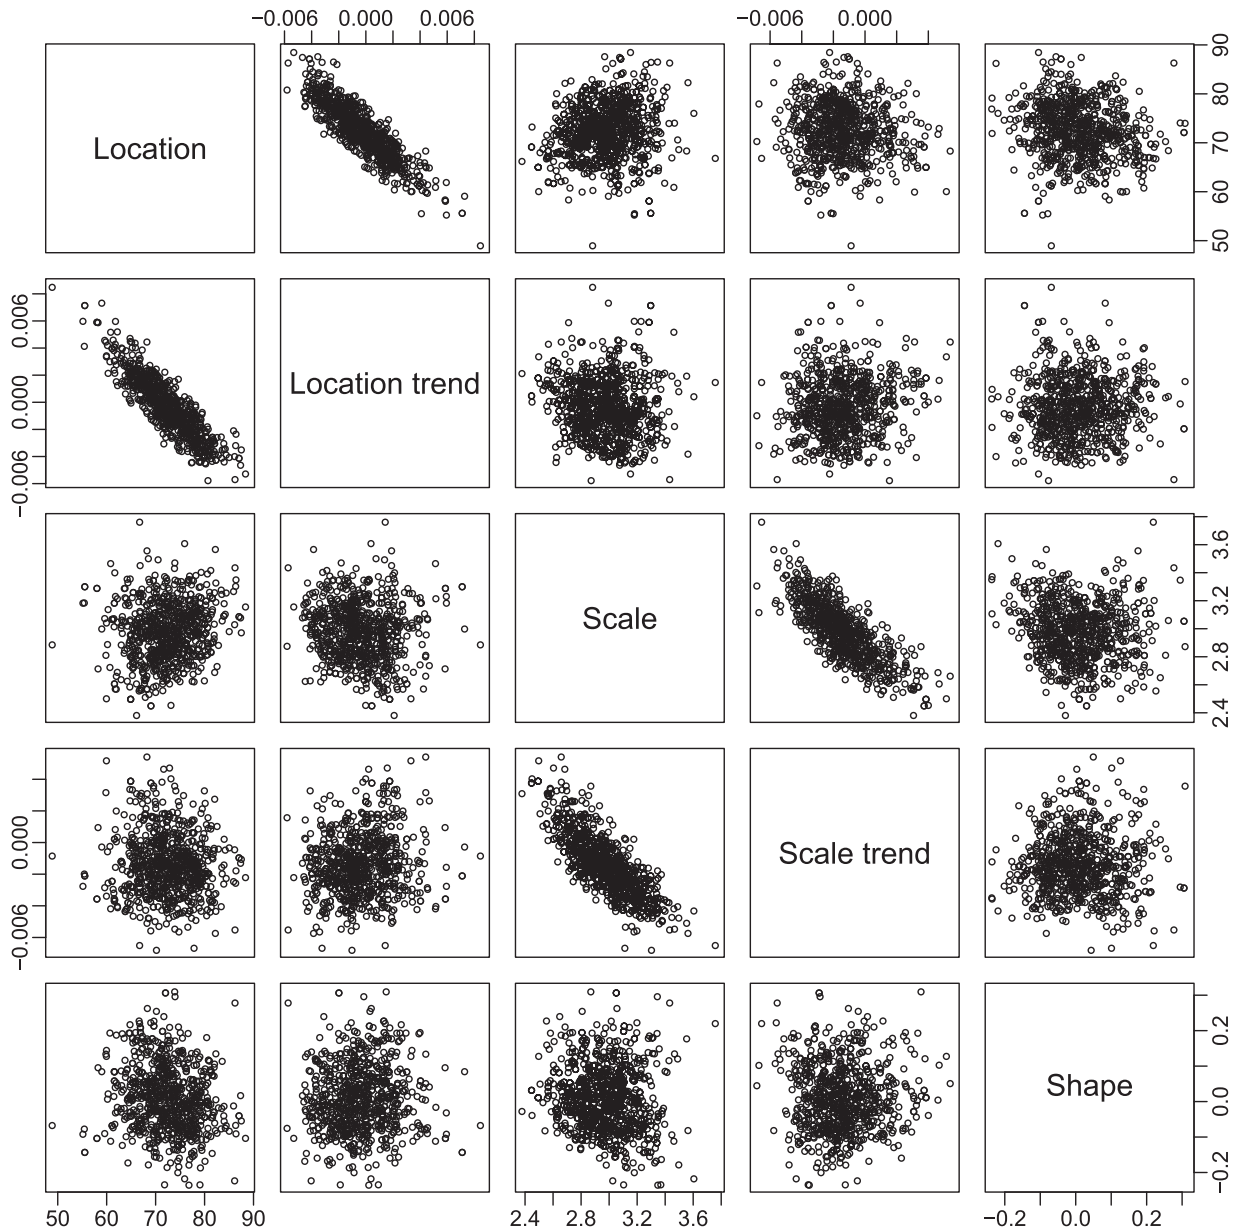 −0.006 0.000 0.006 −0.006 0.000
Location 50 60 70 80 90
−0.006 0.000 0.006 Location trend
Scale 2.4 2.8 3.2 3.6
−0.006 0.000 Scale trend
Shape −0.2 0.0 0.2
50 60 70 80 90 2.4 2.8 3.2 3.6 −0.2 0.0 0.2